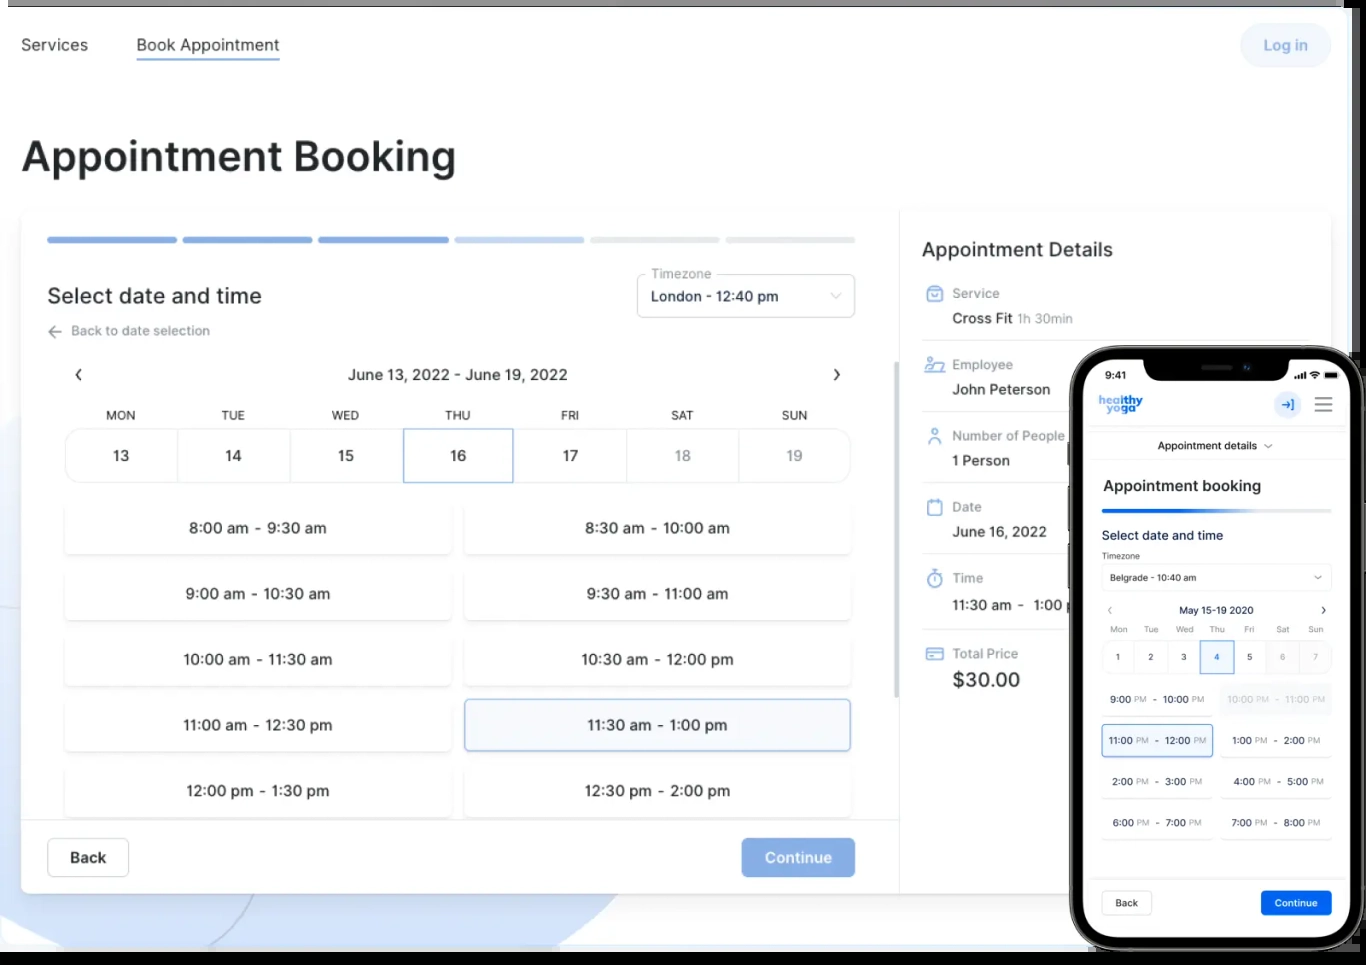 Services
Book Appointment
Log in
Appointment Booking
Select date and time
Timezone
London - 12:40 pm
Back to date selection
June 13, 2022 - June 19, 2022
MON TUE WED THU FRI SAT SUN
13 14 15 16 17 18 19
8:00 am - 9:30 am
8:30 am - 10:00 am
9:00 am - 10:30 am
9:30 am - 11:00 am
10:00 am - 11:30 am
10:30 am - 12:00 pm
11:00 am - 12:30 pm
11:30 am - 1:00 pm
12:00 pm - 1:30 pm
12:30 pm - 2:00 pm
Back
Continue
Appointment Details
Service
Cross Fit 1h 30min
Employee
John Peterson
Number of People
1 Person
Date
June 16, 2022
Time
11:30 am - 1:00
Total Price
$30.00
9:41
healthy
yoga
Appointment details
Appointment booking
Select date and time
Timezone
Belgrade - 10:40 am
May 15-19 2020
Mon Tue Wed Thu Fri Sat Sun
1 2 3 4 5 6 7
9:00 PM - 10:00 PM
10:00 PM - 11:00 PM
11:00 PM - 12:00 PM
1:00 PM - 2:00 PM
2:00 PM - 3:00 PM
4:00 PM - 5:00 PM
6:00 PM - 7:00 PM
7:00 PM - 8:00 PM
Back
Continue